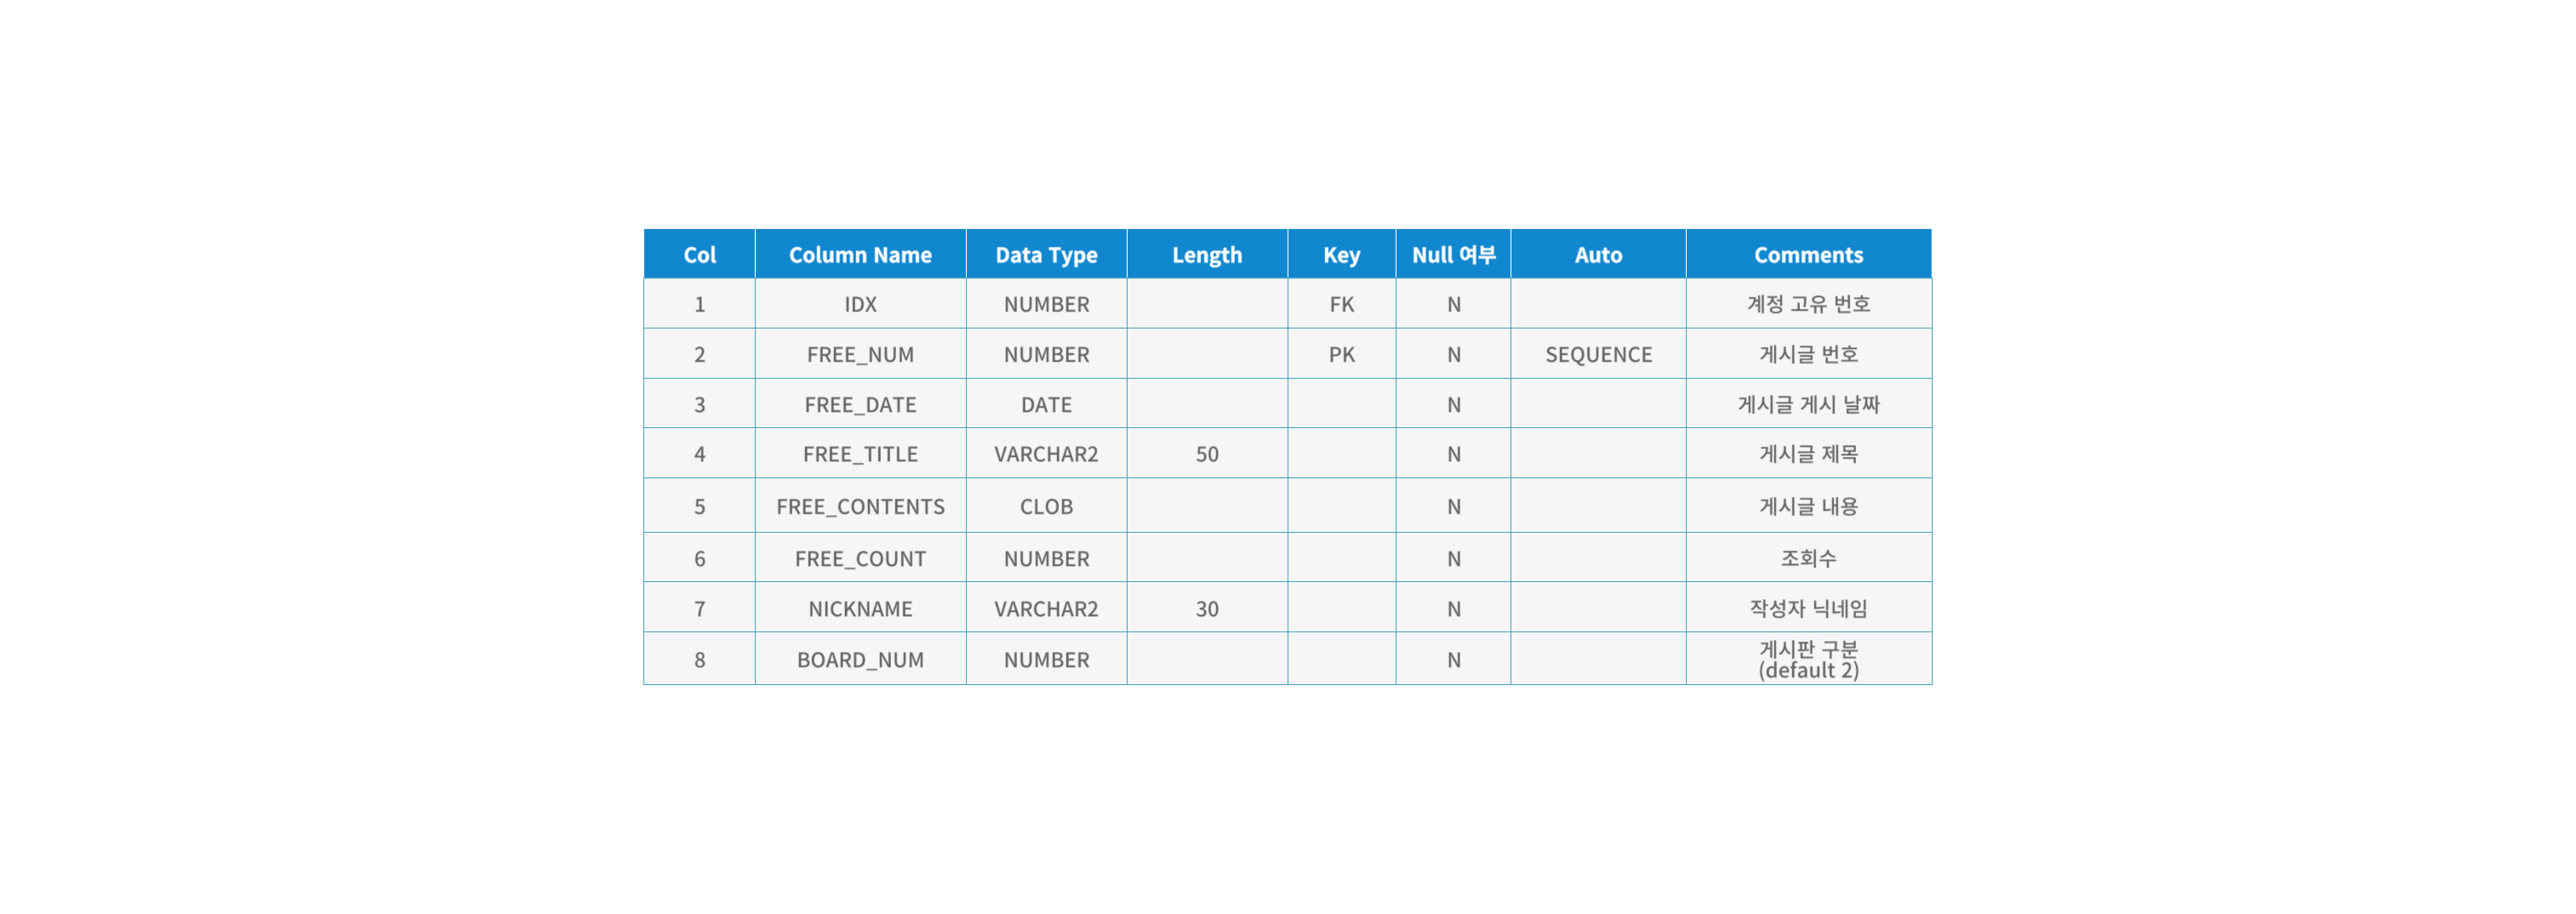 Col Column Name Data Type Length Key Null 여부 Auto Comments
1 IDX NUMBER FK N 계정 고유 번호
2 FREE_NUM NUMBER PK N SEQUENCE 게시글 번호
3 FREE_DATE DATE N 게시글 게시 날짜
4 FREE_TITLE VARCHAR2 50 N 게시글 제목
5 FREE_CONTENTS CLOB N 게시글 내용
6 FREE_COUNT NUMBER N 조회수
7 NICKNAME VARCHAR2 30 N 작성자 닉네임
8 BOARD_NUM NUMBER N 게시판 구분
(default 2)